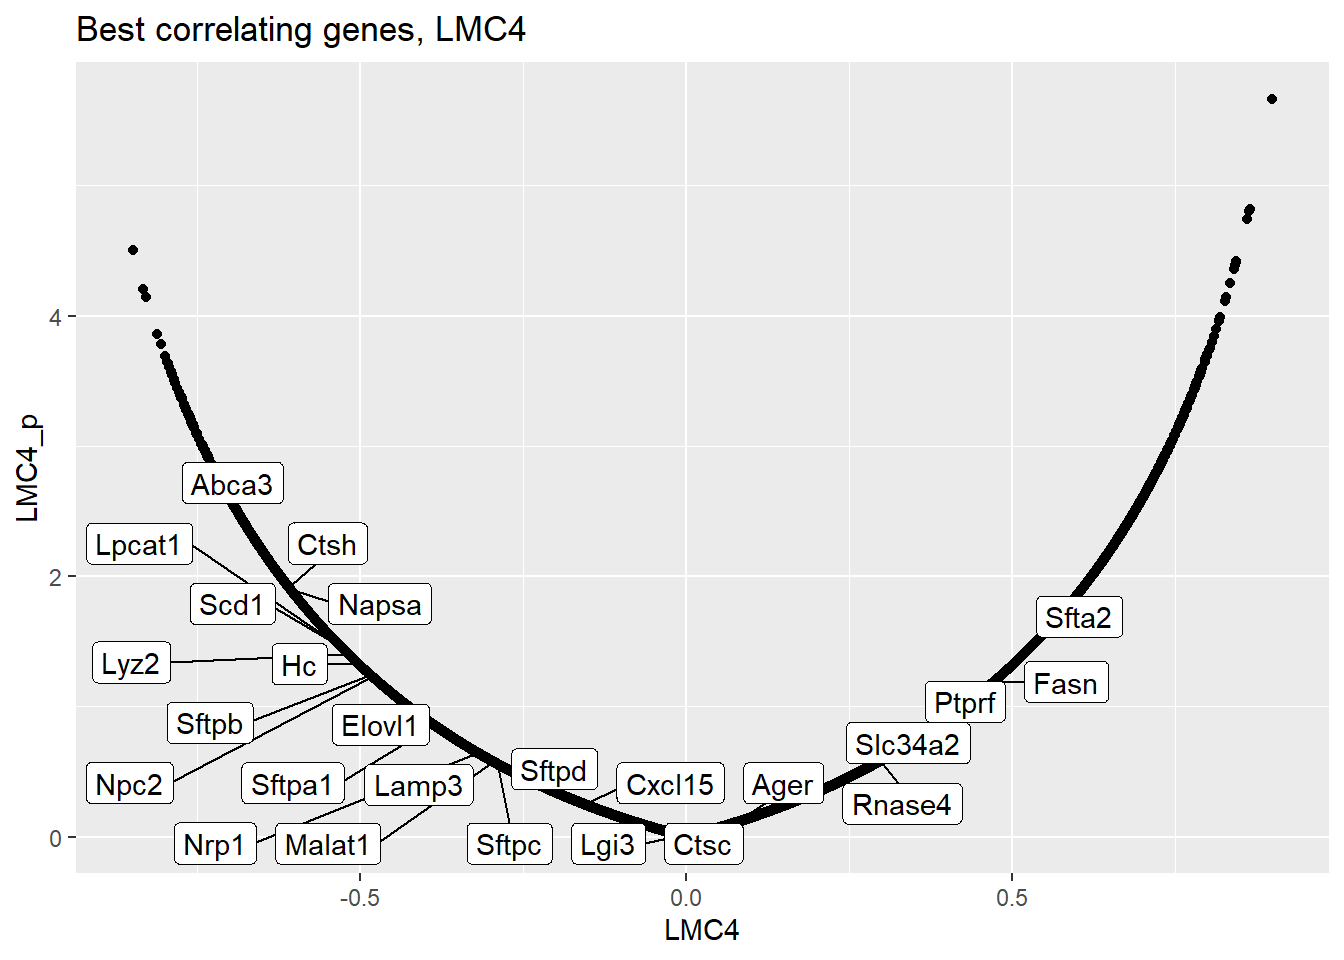 Best correlating genes, LMC4
LMC4_p
4
2
0
Abca3
Lpcat1
Ctsh
Scd1
Napsa
Sfta2
Lyz2
Hc
Fasn
Ptprf
Sftpb
Elovl1
Slc34a2
Sftpd
Npc2
Sftpa1
Lamp3
Cxcl15
Ager
Rnase4
Nrp1
Malat1
Sftpc
Lgi3
Ctsc
-0.5
0.0
0.5
LMC4